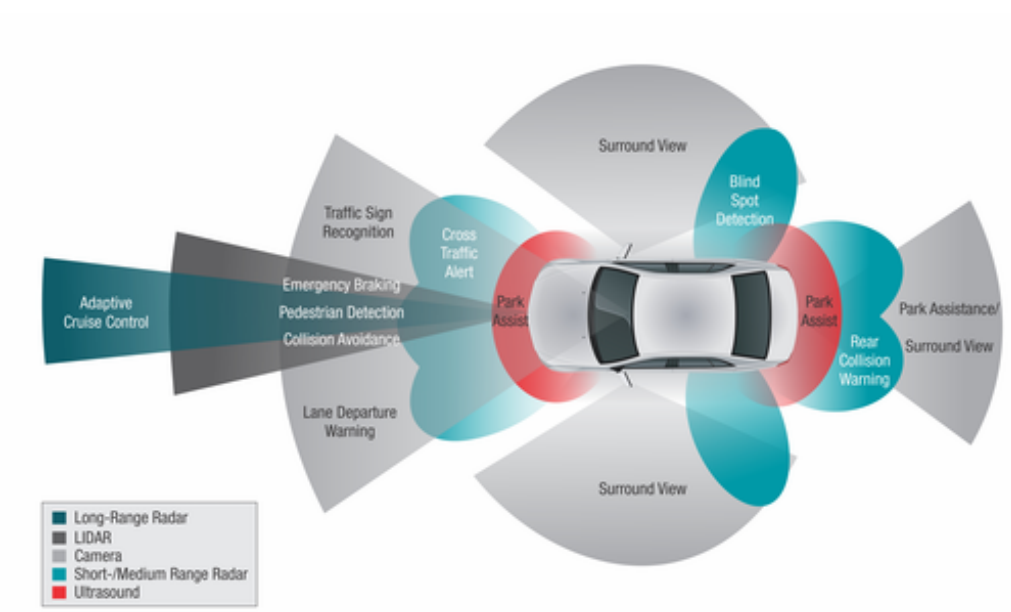 Surround View
Blind
Spot
Detection
Traffic Sign
Recognition
Cross
Traffic
Alert
Emergency Braking
Adaptive
Cruise Control
Pedestrian Detection
Collision Avoidance
Park
Assist
Park
Assist
Park Assistance/
Surround View
Rear
Collision
Warning
Lane Departure
Warning
Surround View
Long-Range Radar
LIDAR
Camera
Short-/Medium Range Radar
Ultrasound